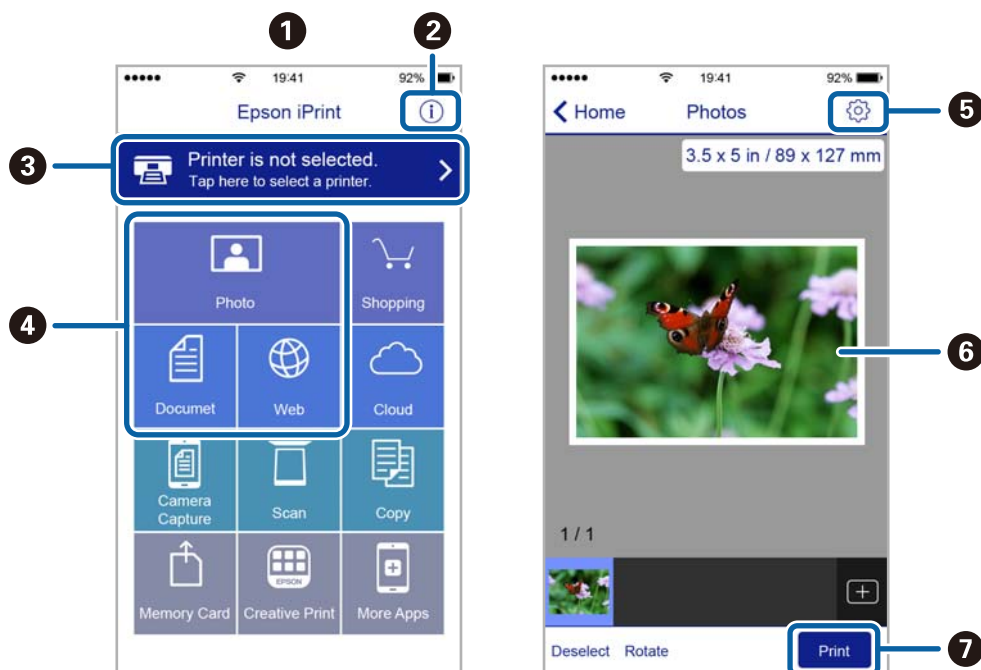 1
2
19:41
92%
Epson iPrint
3
Printer is not selected.
Tap here to select a printer.
4
Photo
Shopping
Documet
Web
Cloud
Camera
Capture
Scan
Copy
EPSON
Memory Card
Creative Print
More Apps
19:41
92%
Home
Photos
5
3.5 x 5 in / 89 x 127 mm
6
1 / 1
Deselect
Rotate
Print
7